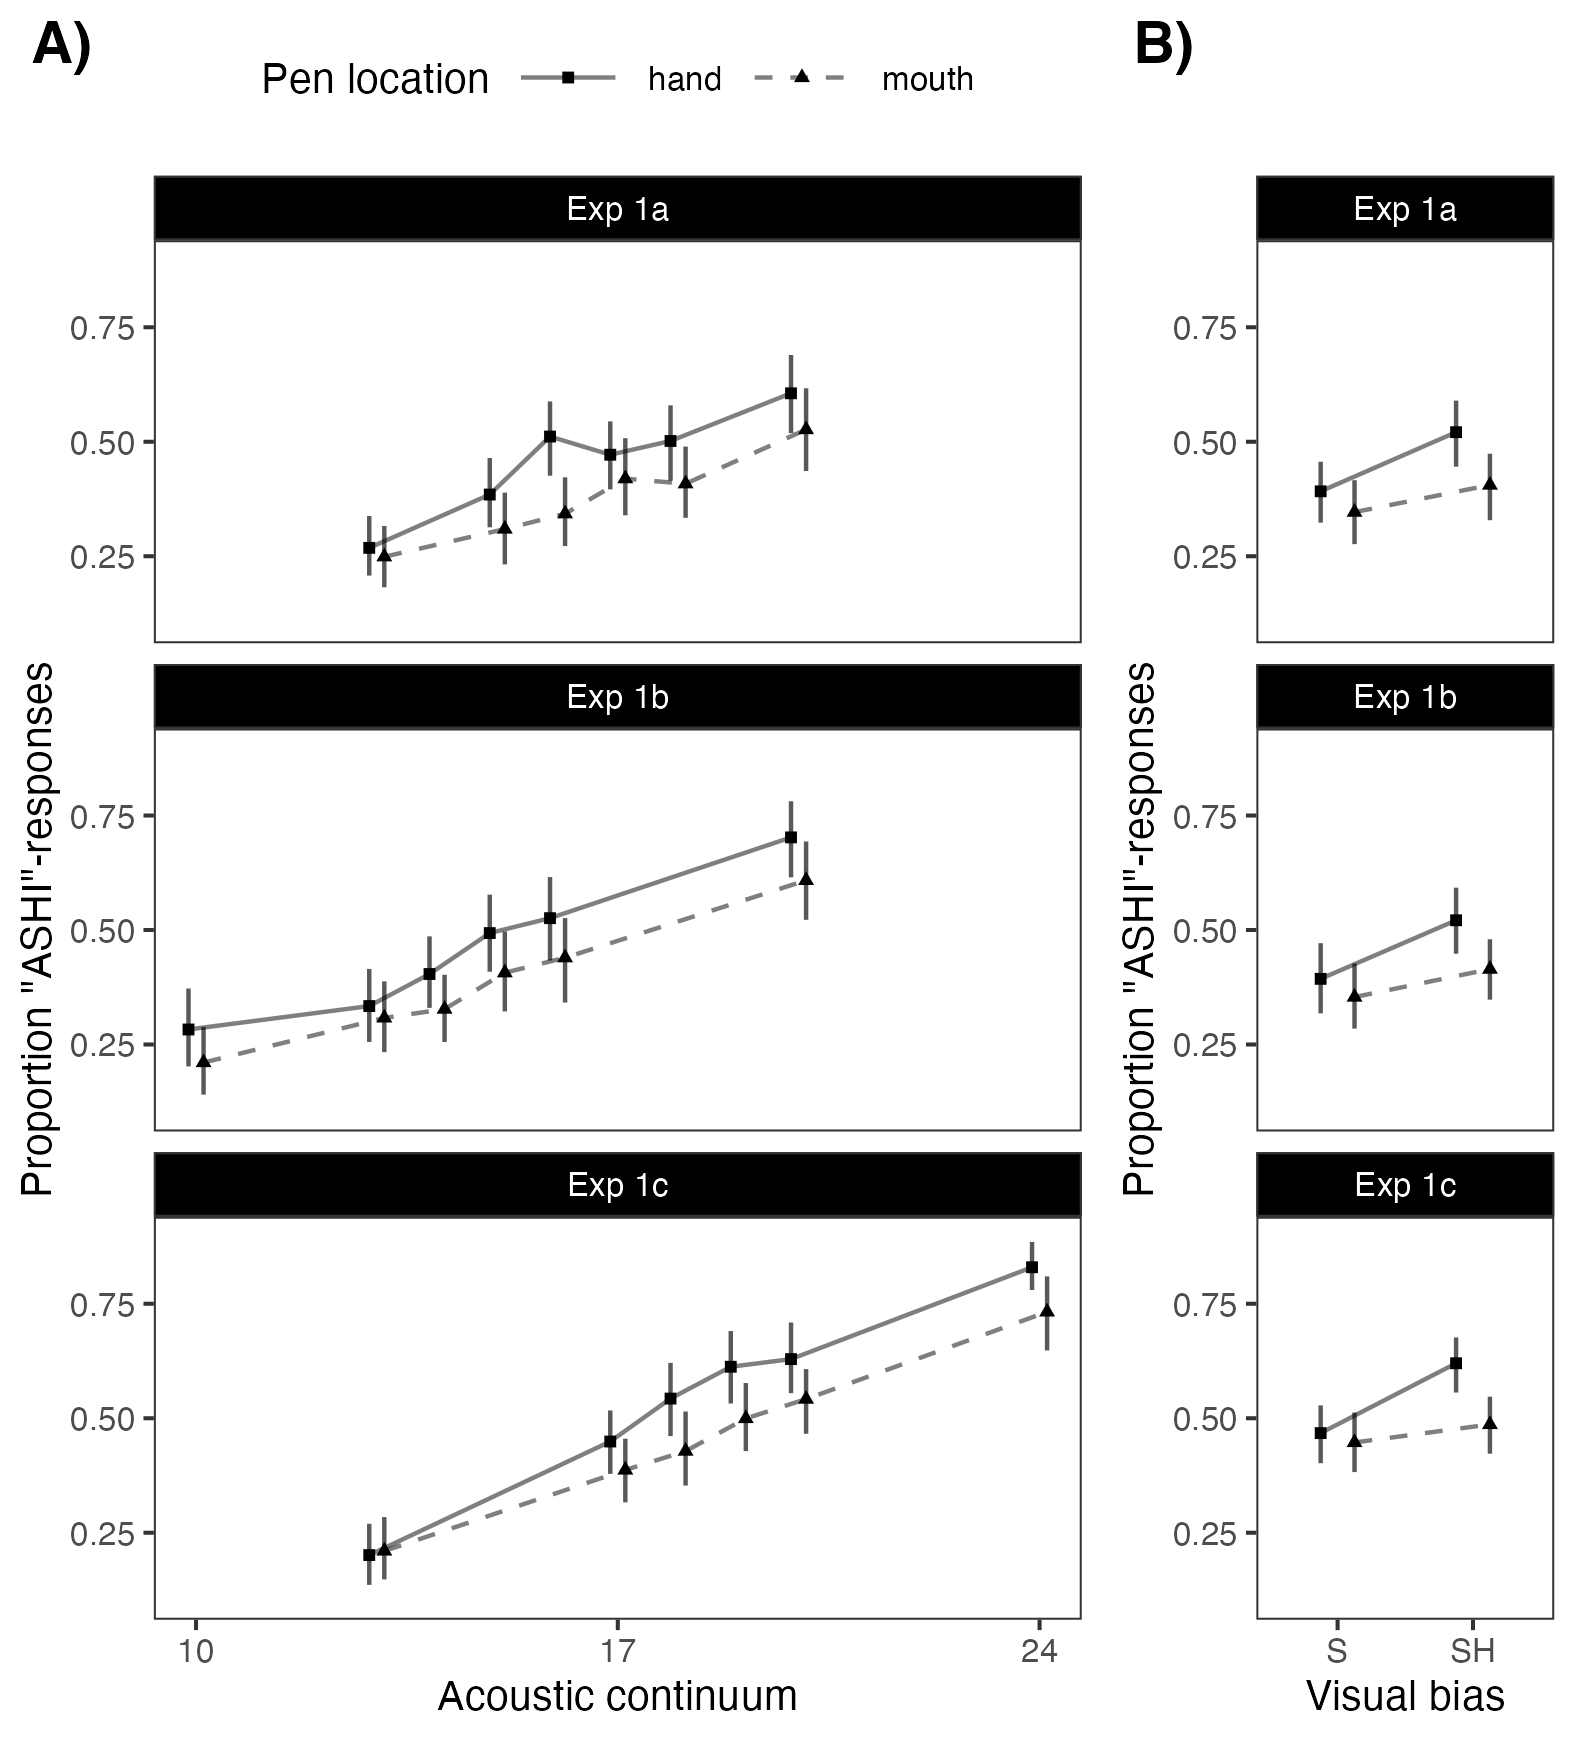 A)
Pen location hand mouth
Exp 1a
0.75
0.50
0.25
Exp 1b
0.75
0.50
0.25
Exp 1c
0.75
0.50
0.25
Proportion "ASHI"-responses
10 17 24
Acoustic continuum
B)
Exp 1a
0.75
0.50
0.25
Exp 1b
0.75
0.50
0.25
Exp 1c
0.75
0.50
0.25
Proportion "ASHI"-responses
S SH
Visual bias